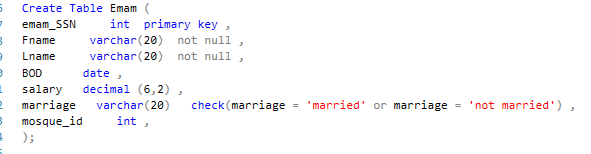 Create Table Emam (
emam_SSN int primary key ,
Fname varchar(20) not null ,
Lname varchar(20) not null ,
BOD date ,
salary decimal (6,2) ,
marriage varchar(20) check(marriage = 'married' or marriage = 'not married') ,
mosque_id int ,
);